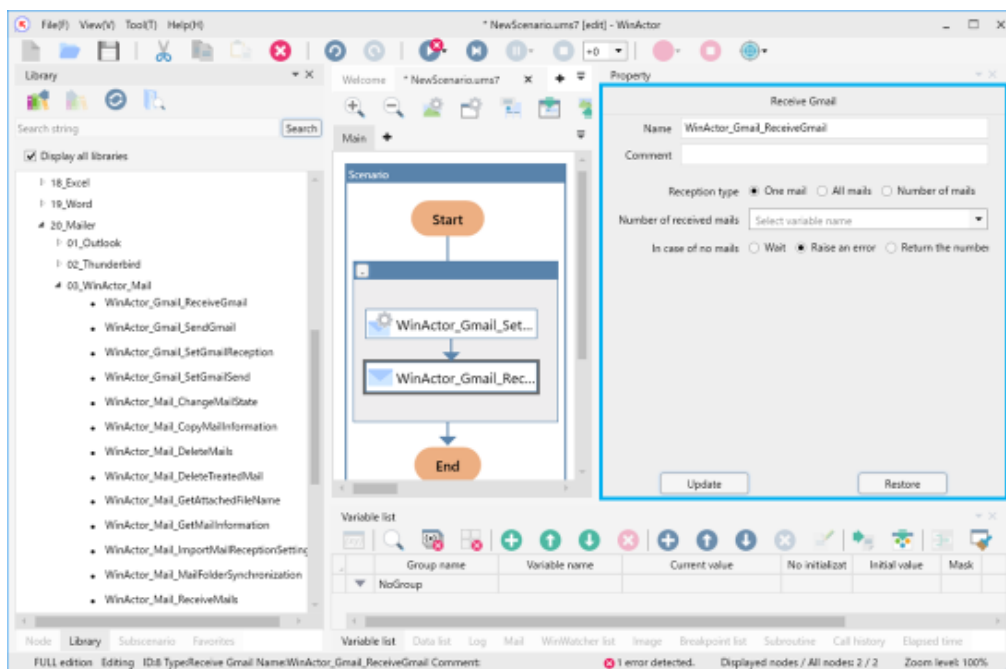 File(F) View(V) Tool(T) Help(H)
* NewScenario.ums7 [edit] - WinActor
+0
Library
Search string
Search
Display all libraries
18_Excel
19_Word
20_Mailer
01_Outlook
02_Thunderbird
03_WinActor_Mail
WinActor_Gmail_ReceiveGmail
WinActor_Gmail_SendGmail
WinActor_Gmail_SetGmailReception
WinActor_Gmail_SetGmailSend
WinActor_Mail_ChangeMailState
WinActor_Mail_CopyMailInformation
WinActor_Mail_DeleteMails
WinActor_Mail_DeleteTreatedMail
WinActor_Mail_GetAttachedFileName
WinActor_Mail_GetMailInformation
WinActor_Mail_ImportMailReceptionSetting
WinActor_Mail_MailFolderSynchronization
WinActor_Mail_ReceiveMails
Node Library Subscenario Favorites
Welcome * NewScenario.ums7
Main
Scenario
Start
WinActor_Gmail_Set...
WinActor_Gmail_Rec...
End
Property
Receive Gmail
Name WinActor_Gmail_ReceiveGmail
Comment
Reception type One mail All mails Number of mails
Number of received mails Select variable name
In case of no mails Wait Raise an error Return the number
Update Restore
Variable list
Group name Variable name Current value No initializat Initial value Mask
NoGroup
Variable list Data list Log Mail WinWatcher list Image Breakpoint list Subroutine Call history Elapsed time
FULL edition Editing ID:8 Type:Receive Gmail Name:WinActor_Gmail_ReceiveGmail Comment: 1 error detected. Displayed nodes / All nodes: 2 / 2 Zoom level: 100%